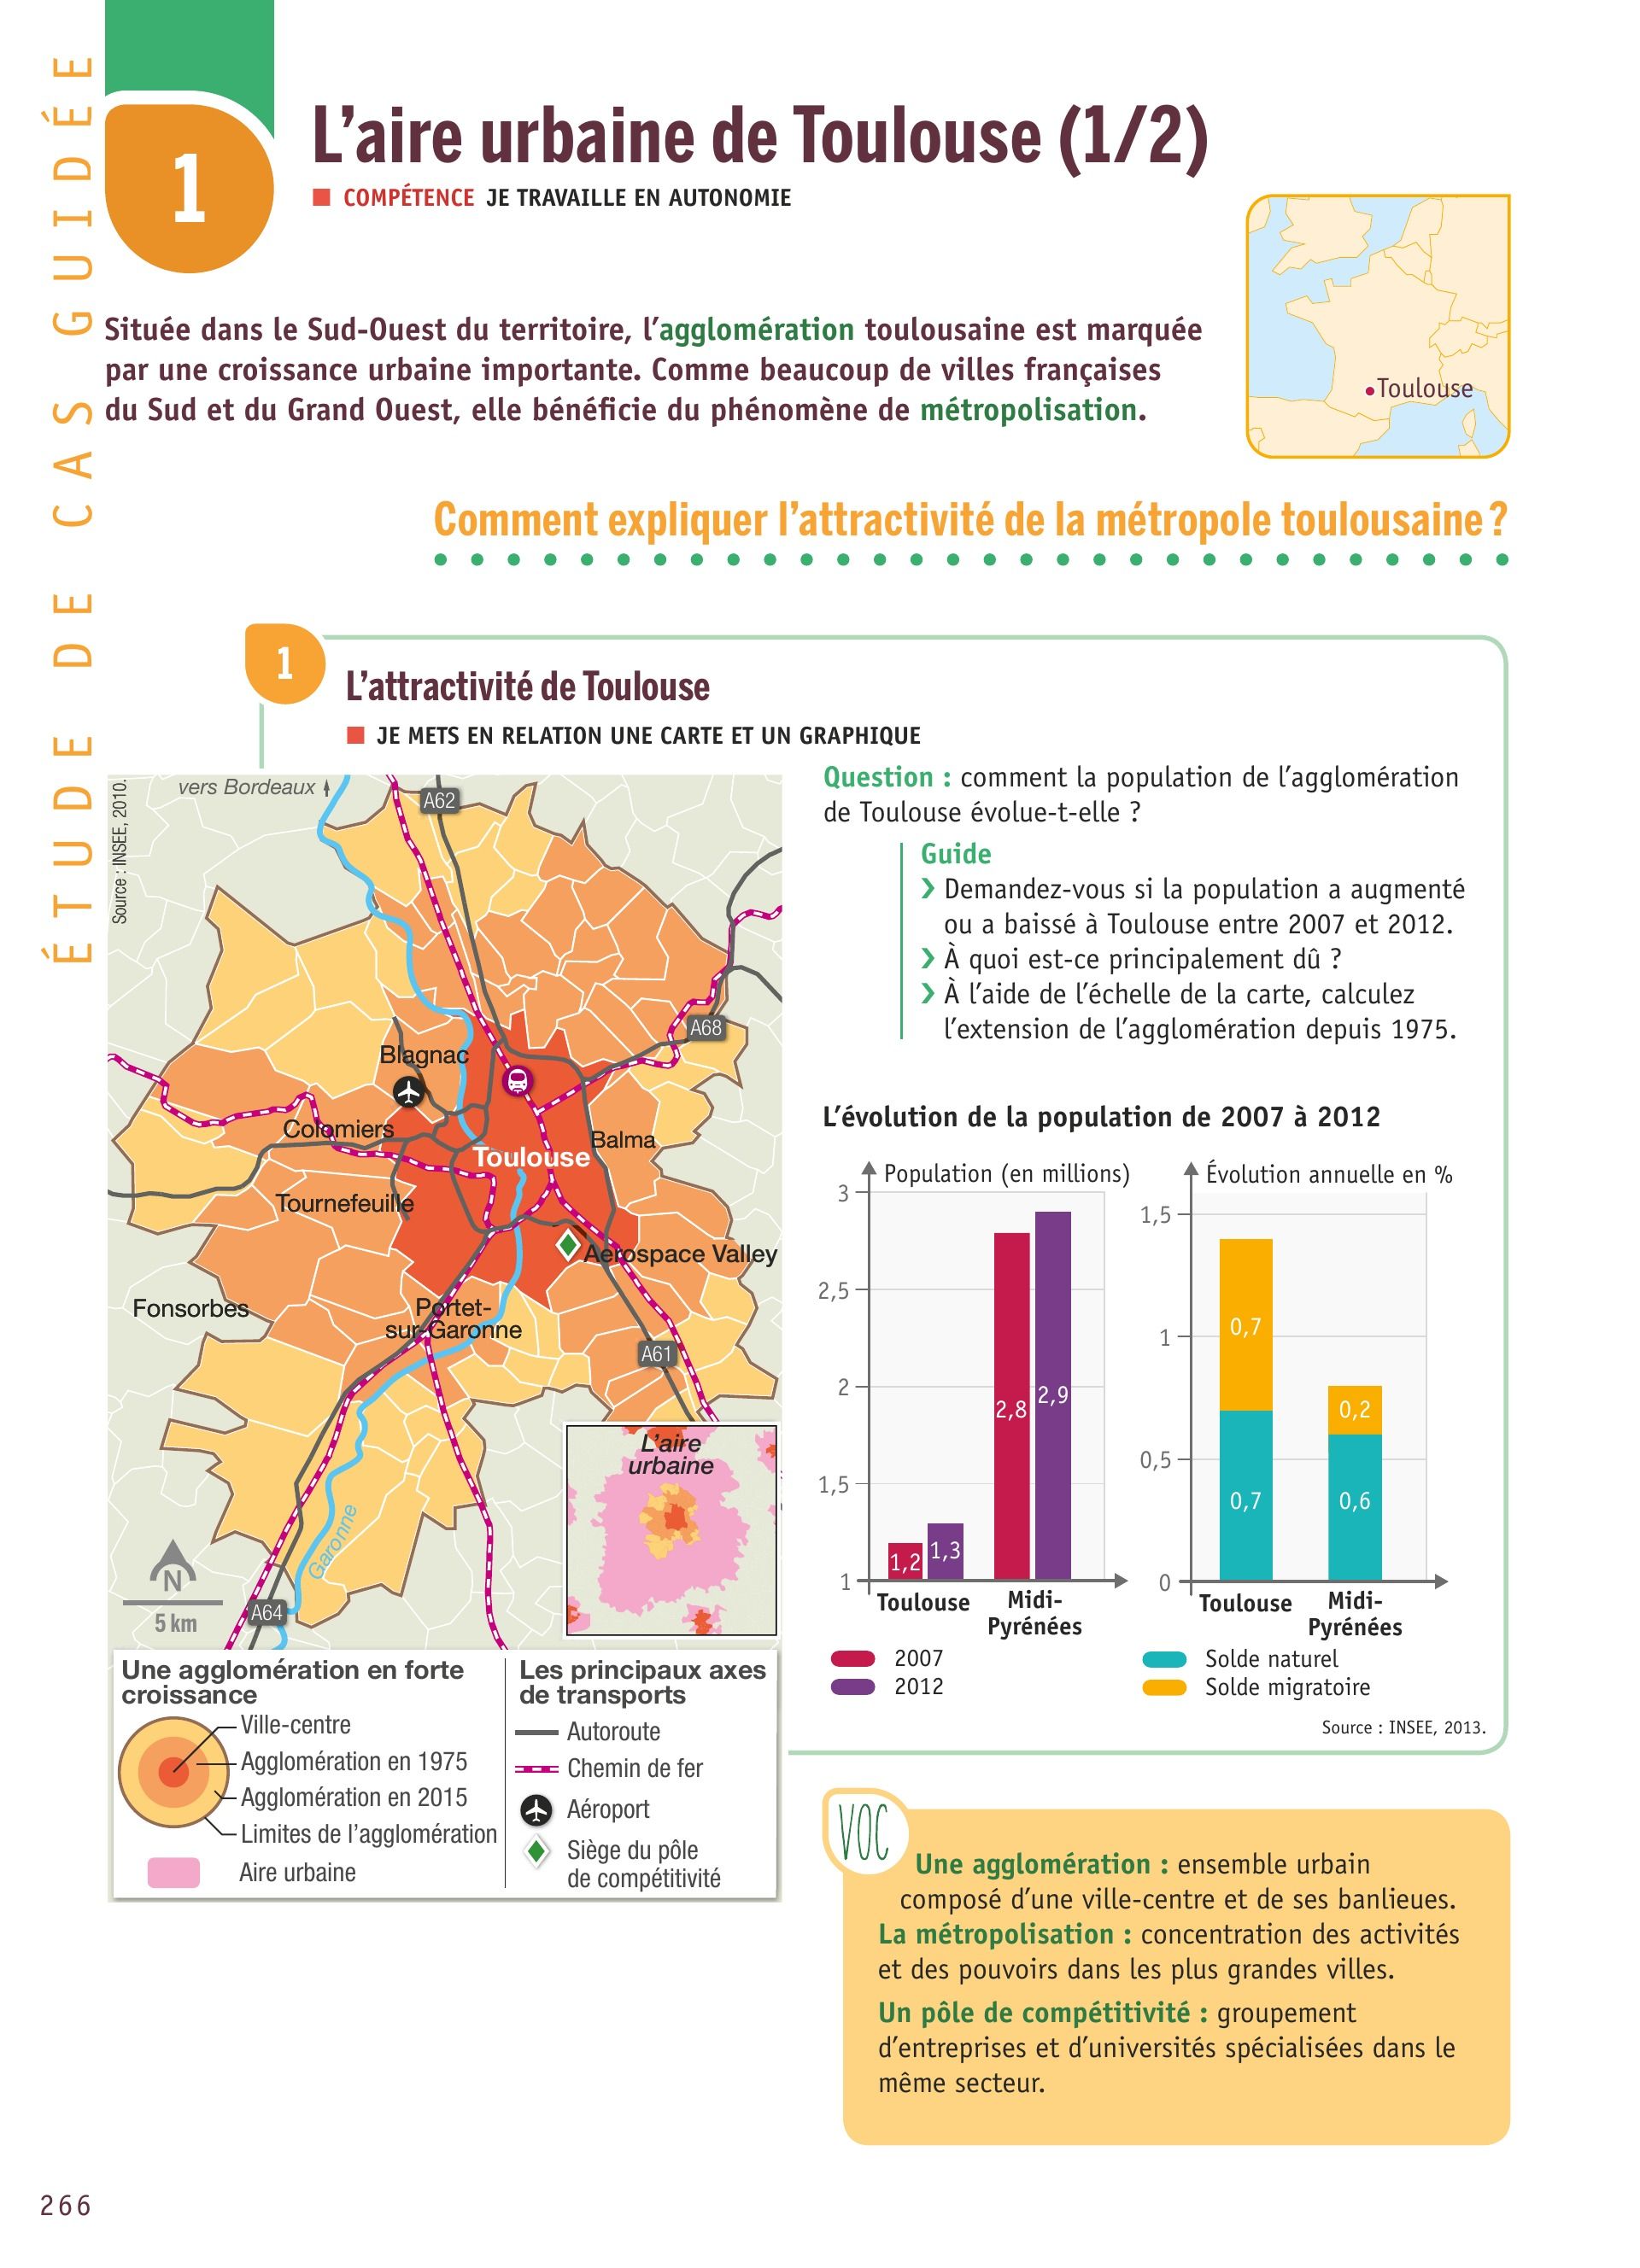 ÉTUDE DE CAS GUIDÉE
1
L'aire urbaine de Toulouse (1/2)
COMPÉTENCE JE TRAVAILLE EN AUTONOMIE
Située dans le Sud-Ouest du territoire, l'agglomération toulousaine est marquée
par une croissance urbaine importante. Comme beaucoup de villes françaises
du Sud et du Grand Ouest, elle bénéficie du phénomène de métropolisation.
Toulouse
Comment expliquer l'attractivité de la métropole toulousaine ?
1
L'attractivité de Toulouse
JE METS EN RELATION UNE CARTE ET UN GRAPHIQUE
Source : INSEE, 2010.
vers Bordeaux
A62
A68
Blagnac
Colomiers
Balma
Toulouse
Tournefeuille
Aerospace Valley
Fonsorbes
Portet-
sur-Garonne
A61
L'aire
urbaine
Garonne
N
5 km
A64
Une agglomération en forte
croissance
Ville-centre
Agglomération en 1975
Agglomération en 2015
Limites de l'agglomération
Aire urbaine
Les principaux axes
de transports
Autoroute
Chemin de fer
Aéroport
Siège du pôle
de compétitivité
Question : comment la population de l'agglomération
de Toulouse évolue-t-elle ?
Guide
❯ Demandez-vous si la population a augmenté
ou a baissé à Toulouse entre 2007 et 2012.
❯ À quoi est-ce principalement dû ?
❯ À l'aide de l'échelle de la carte, calculez
l'extension de l'agglomération depuis 1975.
L'évolution de la population de 2007 à 2012
Population (en millions)
3
2,5
2
1,5
1
1,2
1,3
2,8
2,9
Toulouse
Midi-
Pyrénées
2007
2012
Évolution annuelle en %
1,5
1
0,5
0
0,7
0,7
0,2
0,6
Toulouse
Midi-
Pyrénées
Solde naturel
Solde migratoire
Source : INSEE, 2013.
VOC
Une agglomération : ensemble urbain
composé d'une ville-centre et de ses banlieues.
La métropolisation : concentration des activités
et des pouvoirs dans les plus grandes villes.
Un pôle de compétitivité : groupement
d'entreprises et d'universités spécialisées dans le
même secteur.
266